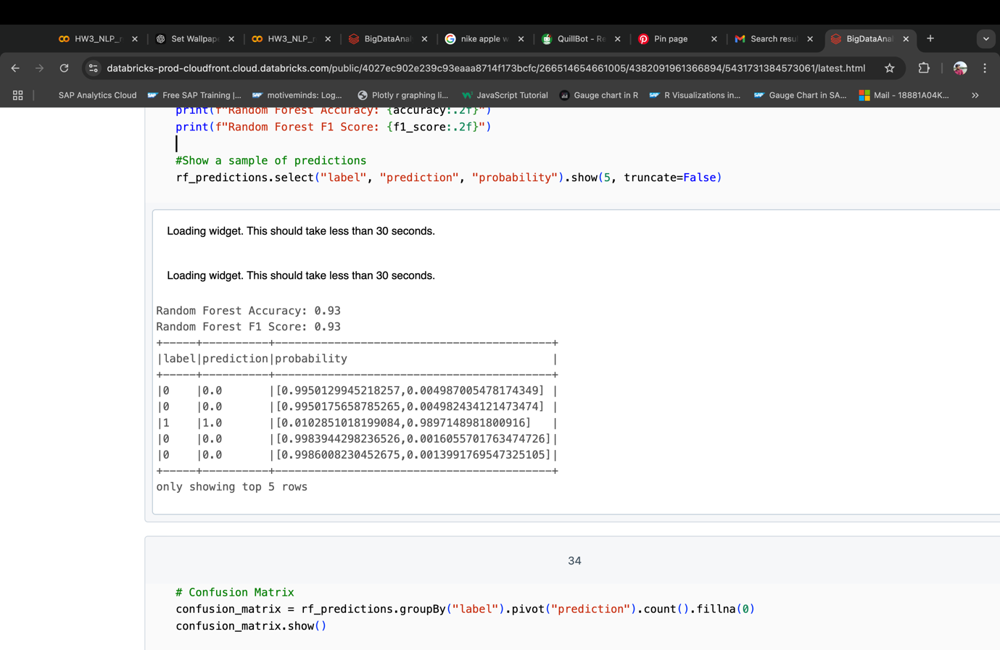 HW3_NLP_
Set Wallpape
HW3_NLP_
BigDataAnal
nike apple w
QuillBot - Re
Pin page
Search resu
BigDataAnal
databricks-prod-cloudfront.cloud.databricks.com/public/4027ec902e239c93eaaa8714f173bcfc/266514654661005/4382091961366894/5431731384573061/latest.html
SAP Analytics Cloud
Free SAP Training |...
motiveminds: Log...
Plotly r graphing li...
JavaScript Tutorial
Gauge chart in R
R Visualizations in...
Gauge Chart in SA...
Mail - 18881A04K...
print(f"Random Forest Accuracy: {accuracy:.2f}")
print(f"Random Forest F1 Score: {f1_score:.2f}")
#Show a sample of predictions
rf_predictions.select("label", "prediction", "probability").show(5, truncate=False)
Loading widget. This should take less than 30 seconds.
Loading widget. This should take less than 30 seconds.
Random Forest Accuracy: 0.93
Random Forest F1 Score: 0.93
+-----+----------+------------------------------------------+
|label|prediction|probability                               |
+-----+----------+------------------------------------------+
|0    |0.0       |[0.9950129945218257,0.004987005478174349] |
|0    |0.0       |[0.9950175658785265,0.004982434121473474] |
|1    |1.0       |[0.0102851018199084,0.9897148981800916]   |
|0    |0.0       |[0.9983944298236526,0.0016055701763474726]|
|0    |0.0       |[0.9986008230452675,0.0013991769547325105]|
+-----+----------+------------------------------------------+
only showing top 5 rows
34
# Confusion Matrix
confusion_matrix = rf_predictions.groupBy("label").pivot("prediction").count().fillna(0)
confusion_matrix.show()